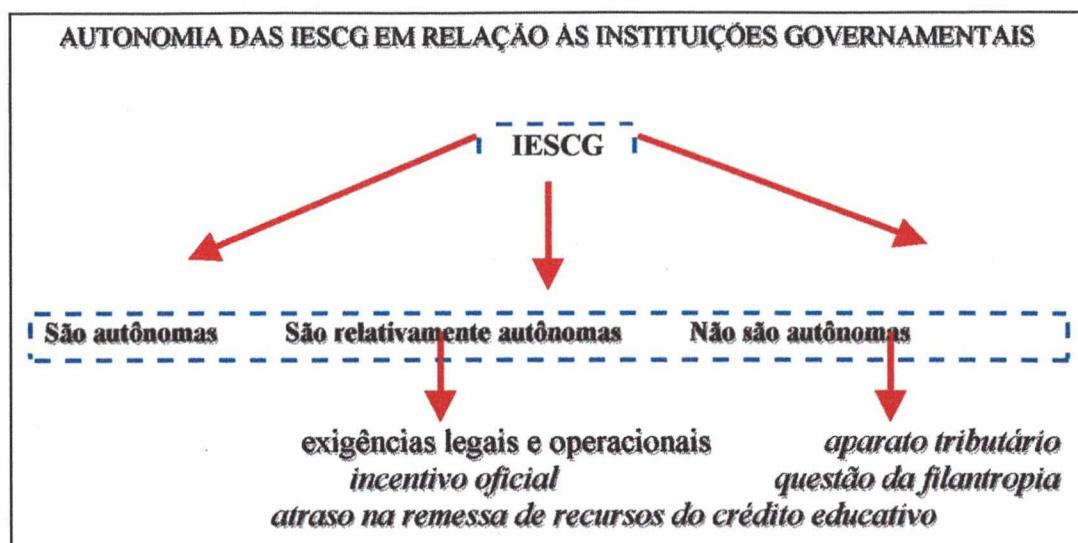 AUTONOMIA DAS IESCG EM RELAÇÃO ÀS INSTITUIÇÕES GOVERNAMENTAIS
IESCG
São autônomas São relativamente autônomas Não são autônomas
exigências legais e operacionais aparato tributário
incentivo oficial questão da filantropia
atraso na remessa de recursos do crédito educativo